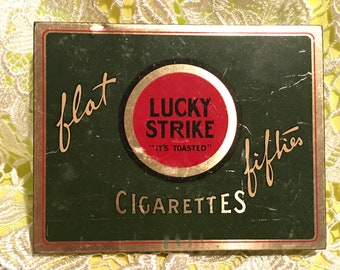 flat
LUCKY
STRIKE
"IT'S TOASTED"
fifties
CIGARETTES